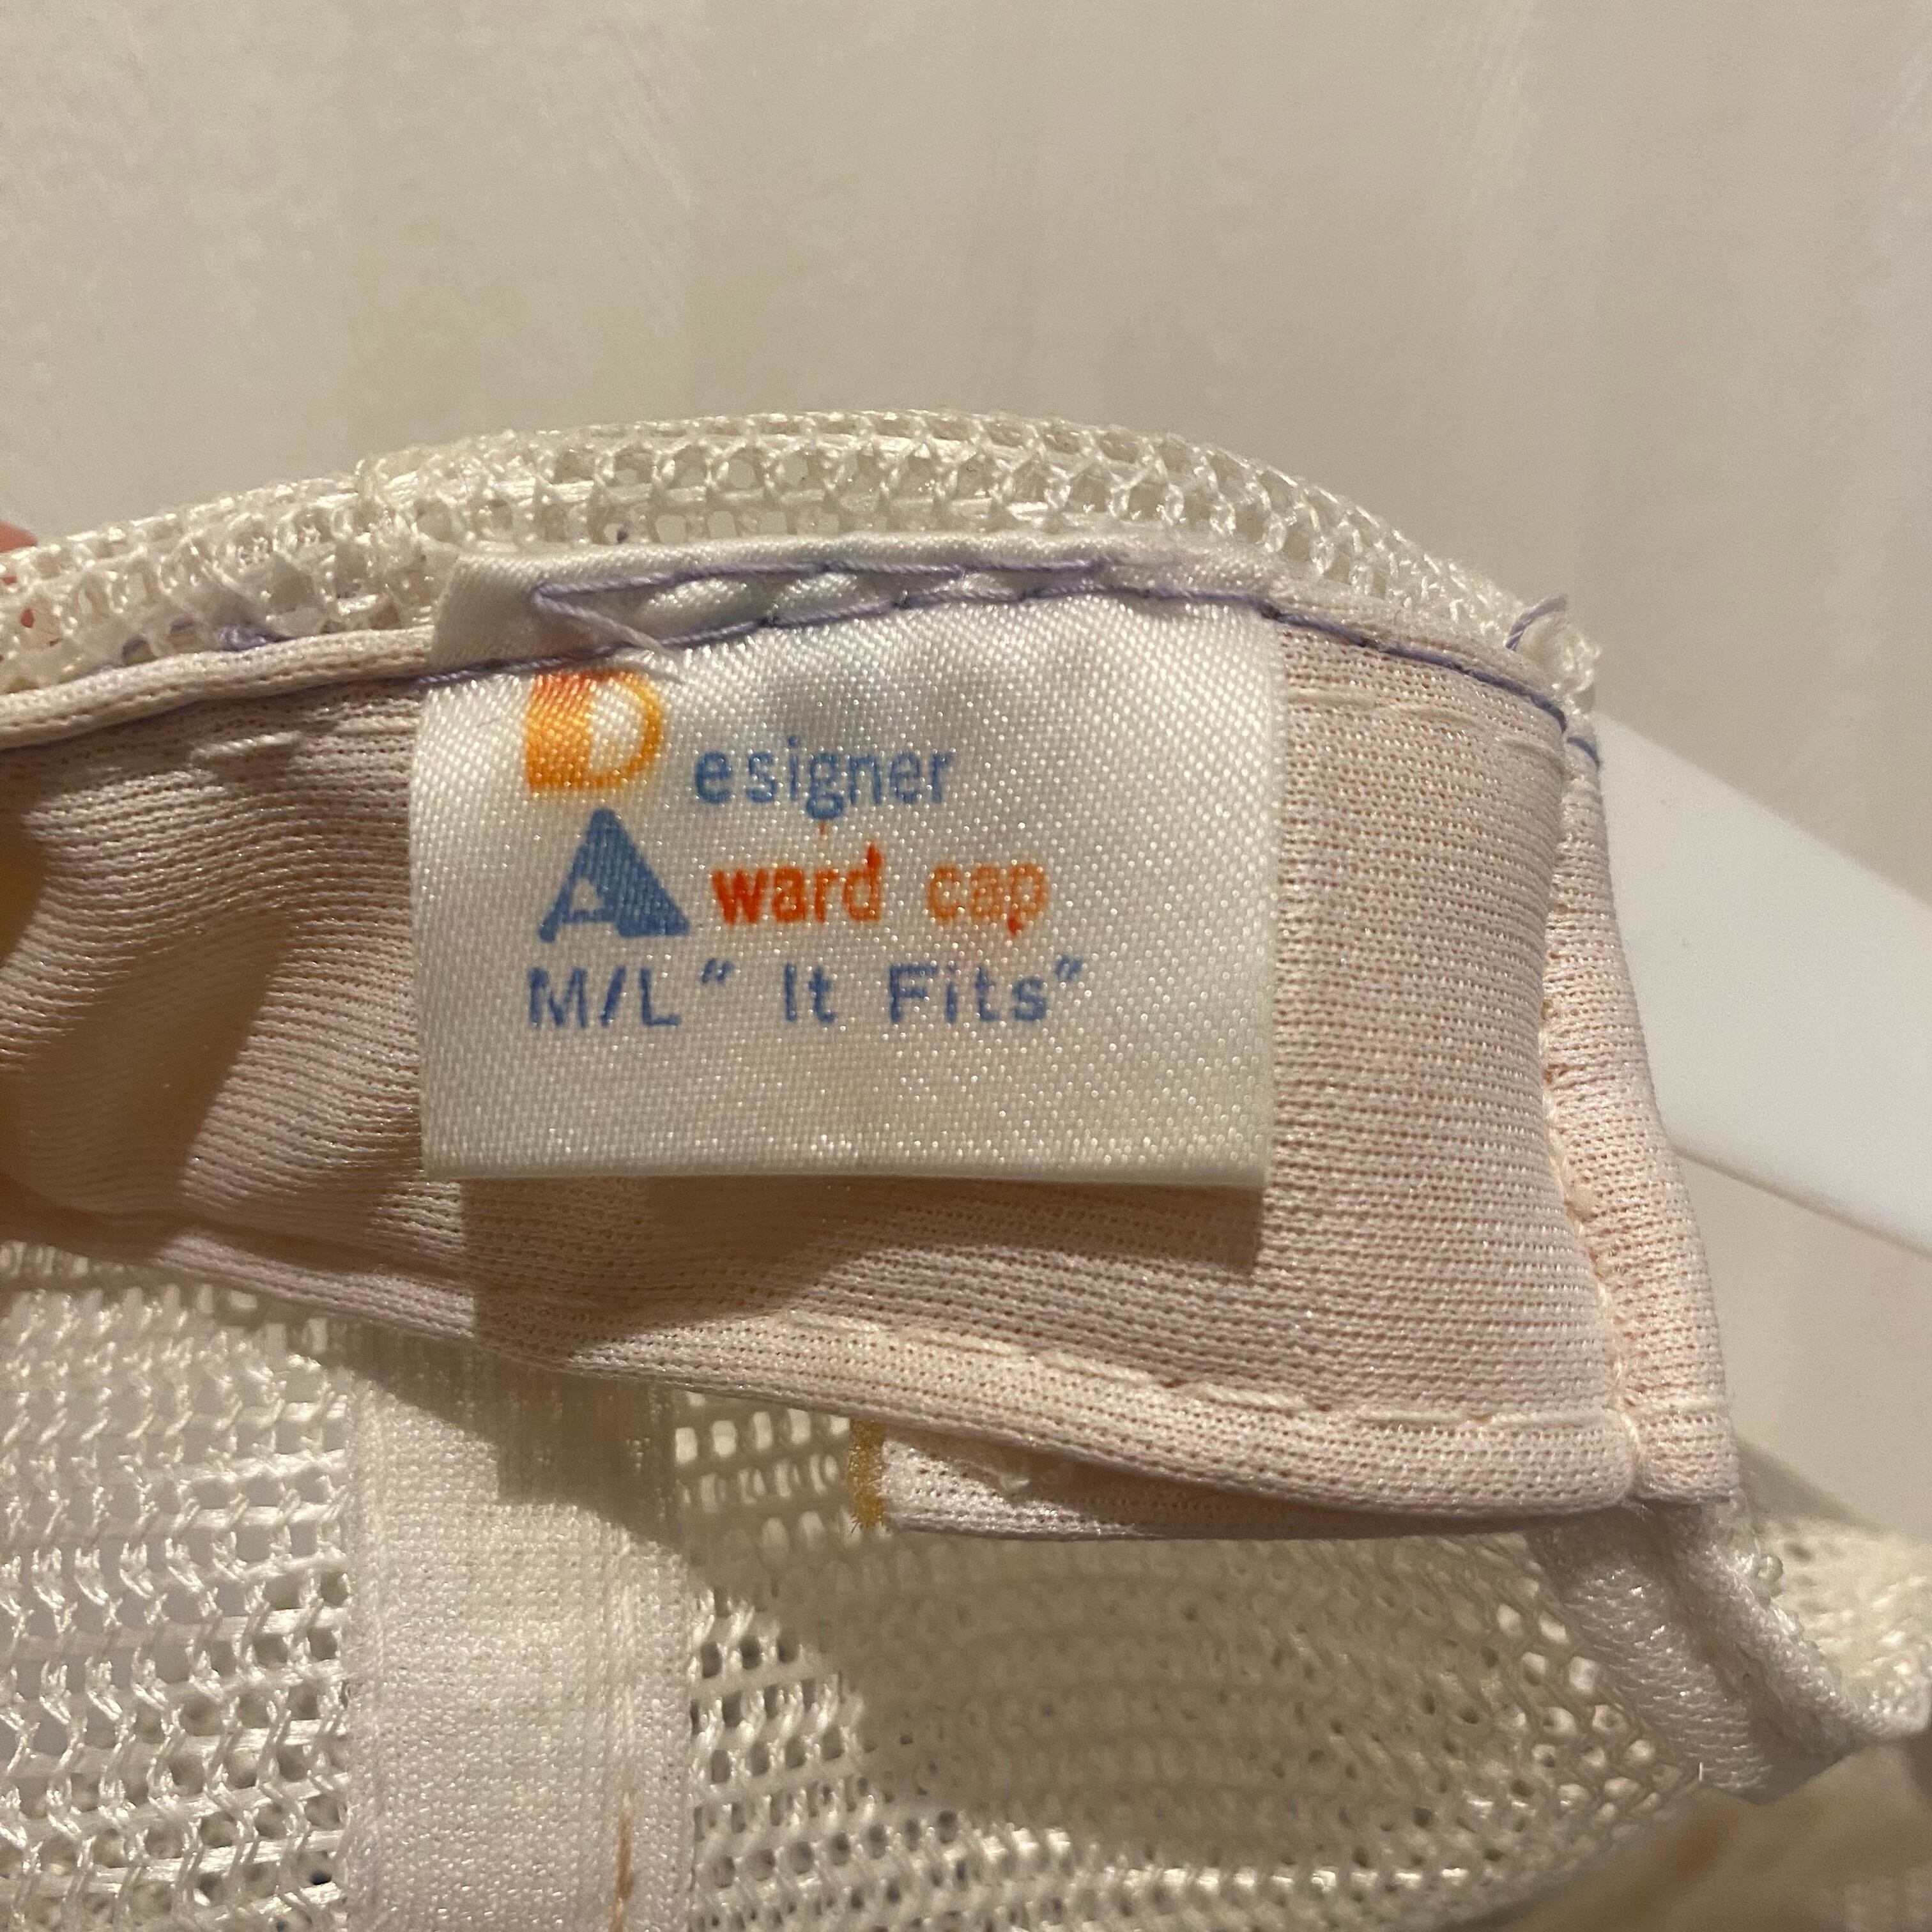 Designer
Award cap
M/L" It Fits"